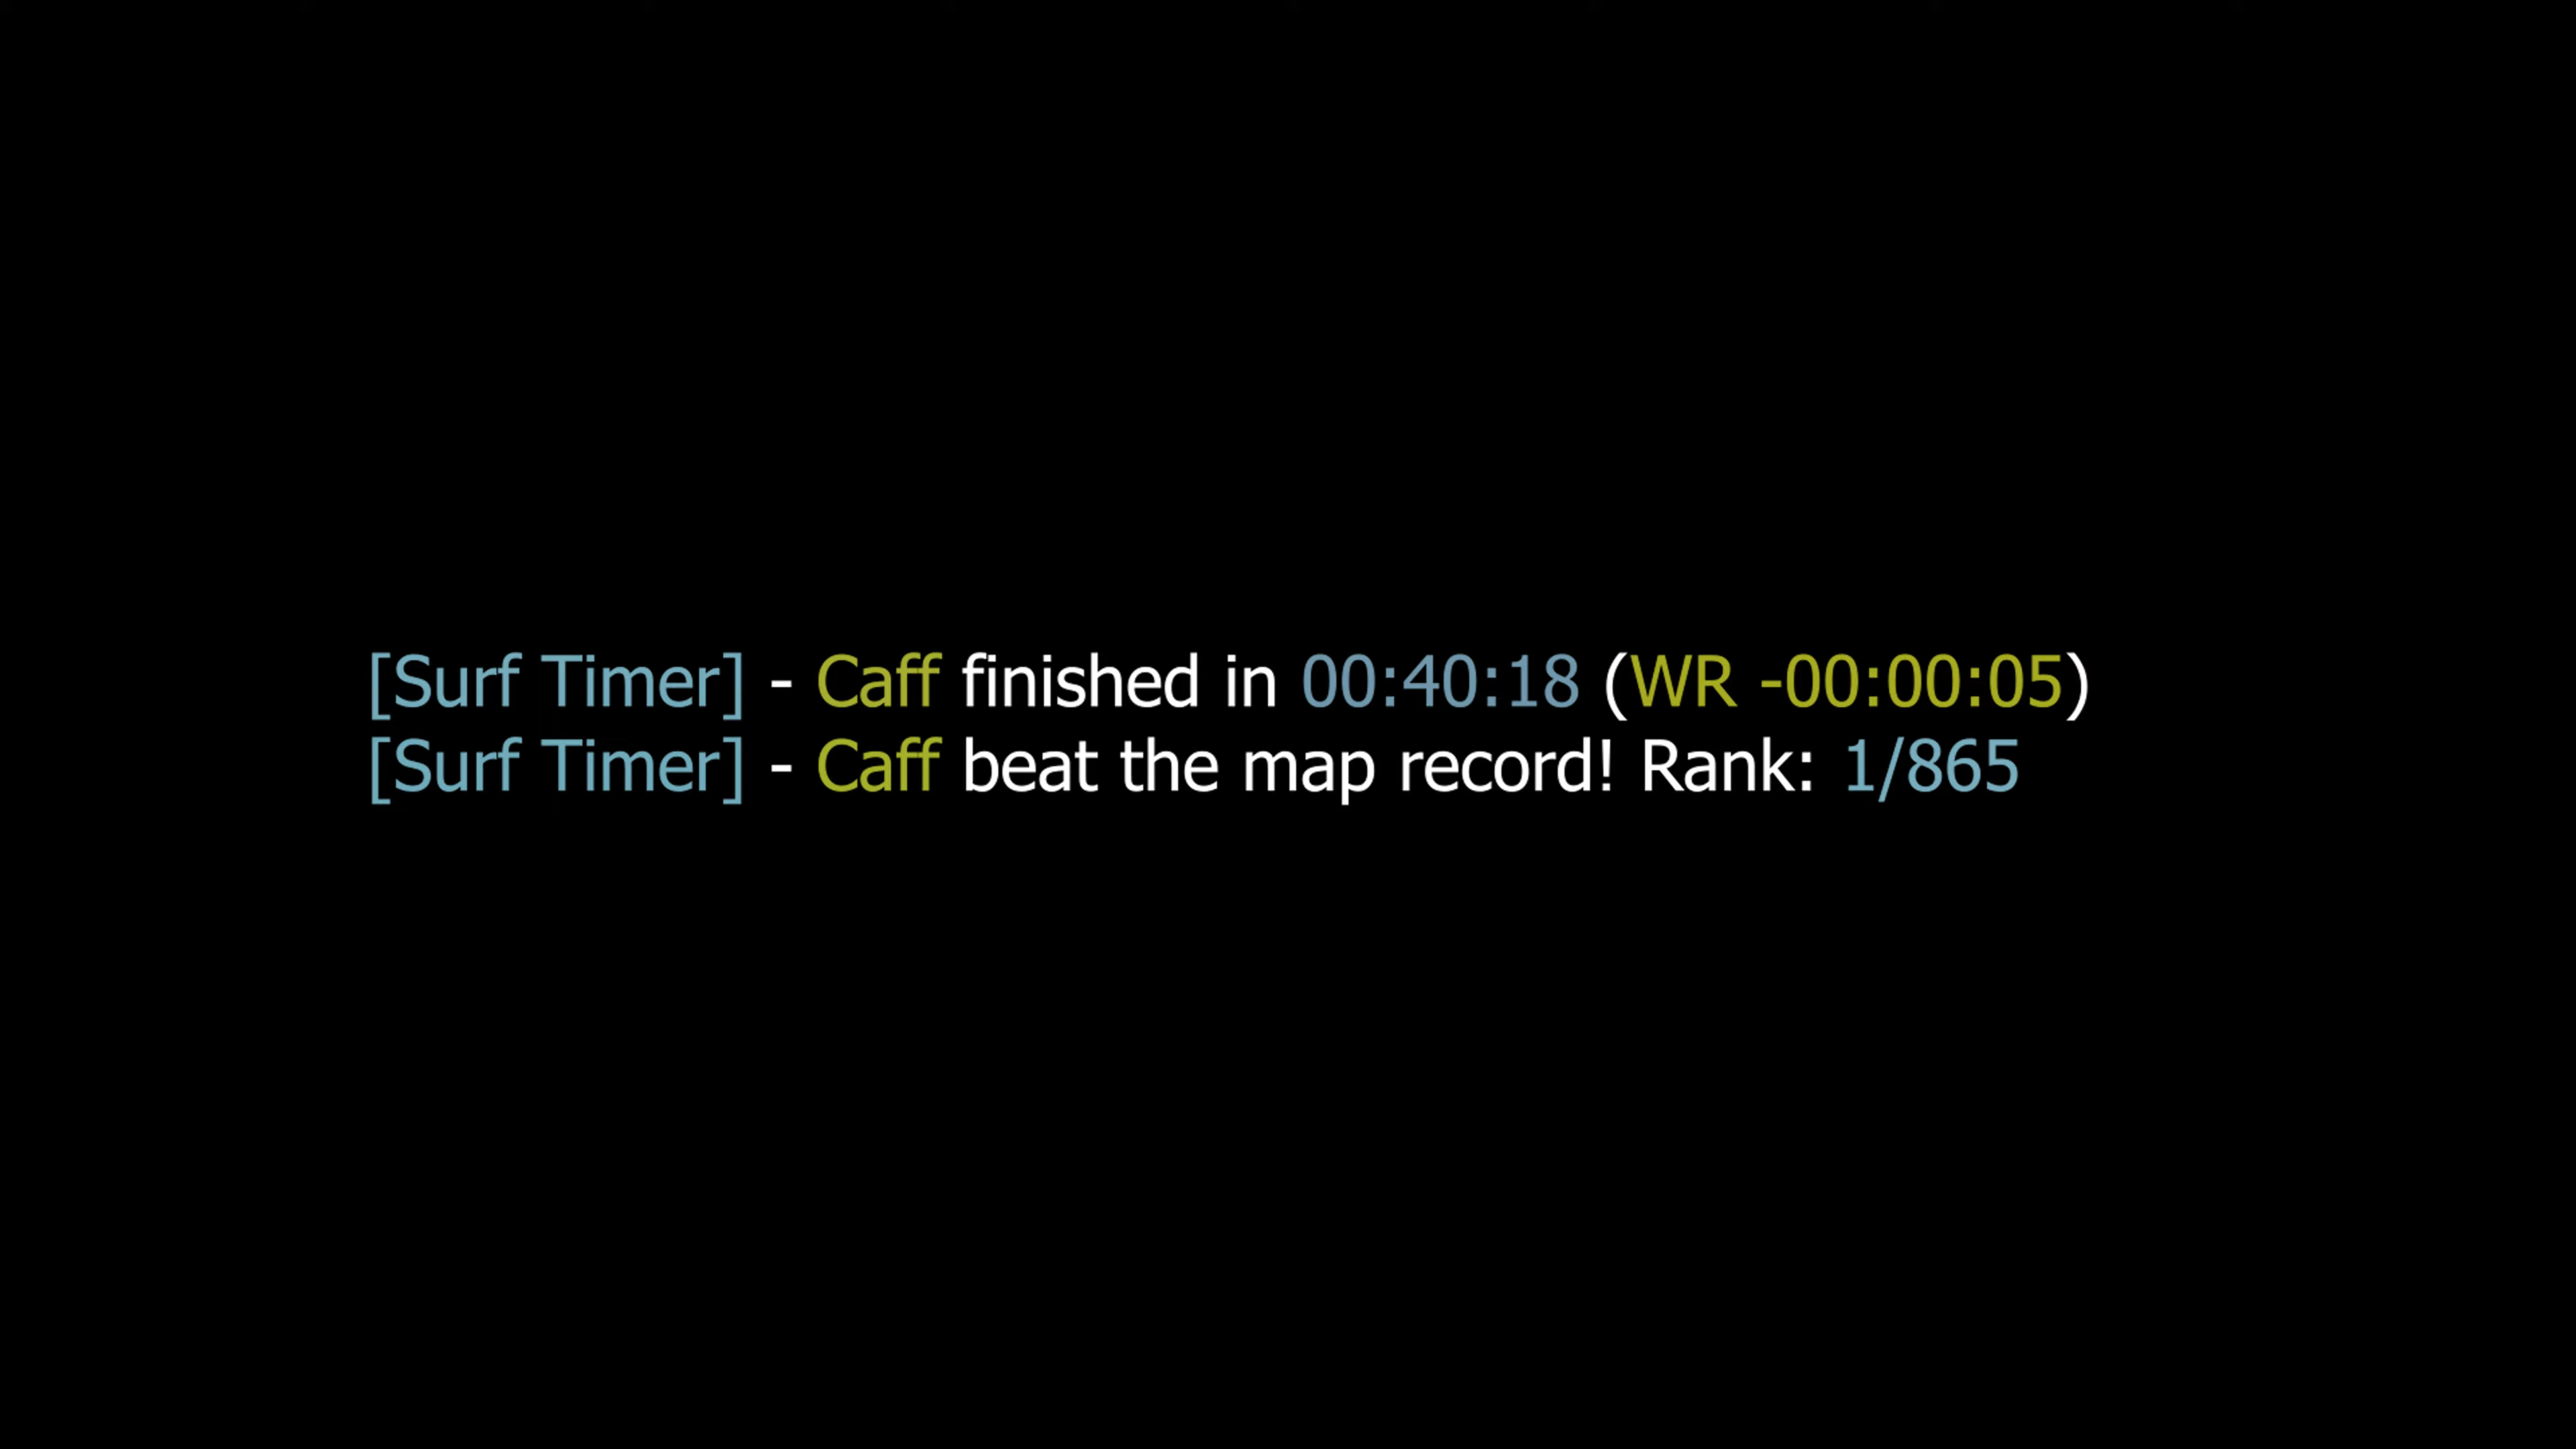 [Surf Timer] - Caff finished in 00:40:18 (WR -00:00:05)
[Surf Timer] - Caff beat the map record! Rank: 1/865